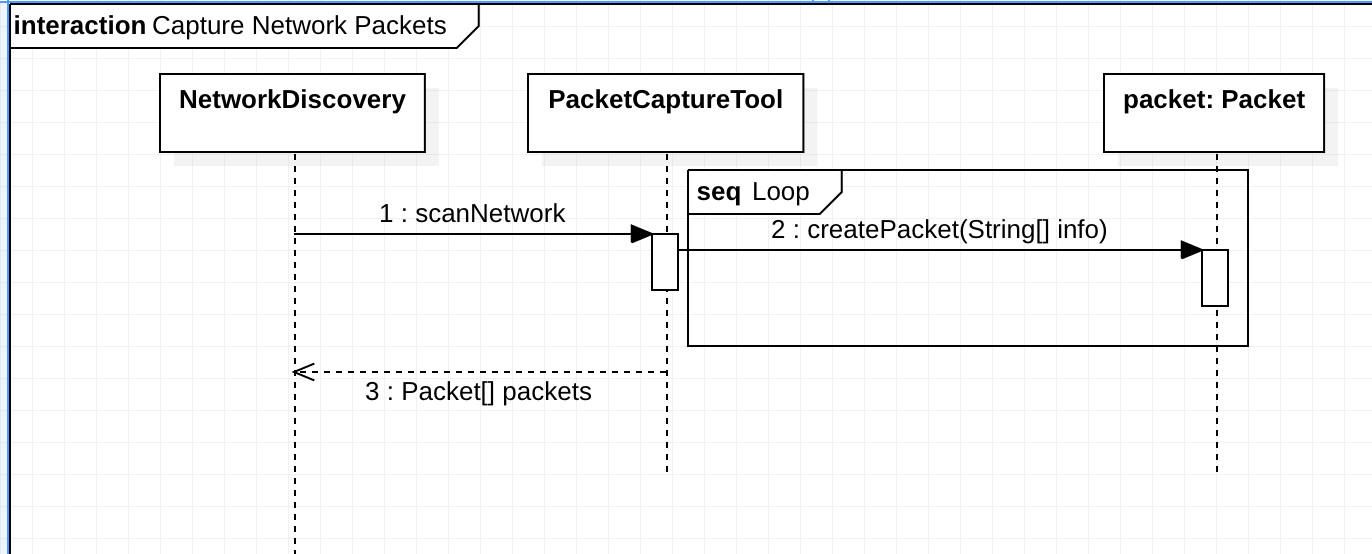 interaction Capture Network Packets
NetworkDiscovery
PacketCaptureTool
packet: Packet
seq Loop
1 : scanNetwork
2 : createPacket(String[] info)
3 : Packet[] packets